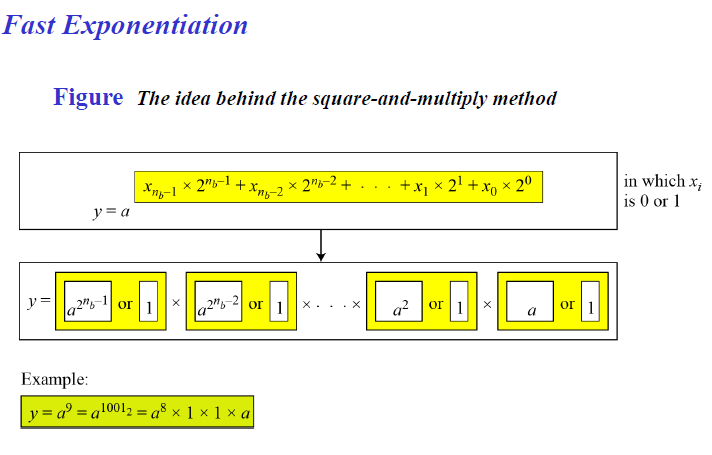 Fast Exponentiation
Figure The idea behind the square-and-multiply method
y = a^(x_(n_b−1) × 2^(n_b−1) + x_(n_b−2) × 2^(n_b−2) + . . . + x_1 × 2^1 + x_0 × 2^0)
in which x_i
is 0 or 1
y = a^(2^(n_b−1)) or 1 × a^(2^(n_b−2)) or 1 × . . . × a^2 or 1 × a or 1
Example:
y = a^9 = a^(1001_2) = a^8 × 1 × 1 × a